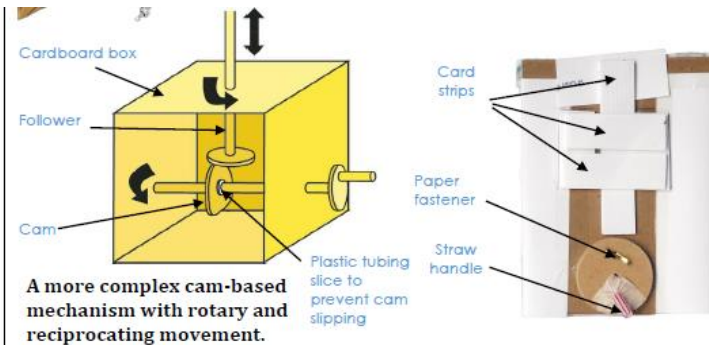 Cardboard box
Follower
Cam
Plastic tubing
slice to
prevent cam
slipping
A more complex cam-based
mechanism with rotary and
reciprocating movement.
Card
strips
Paper
fastener
Straw
handle